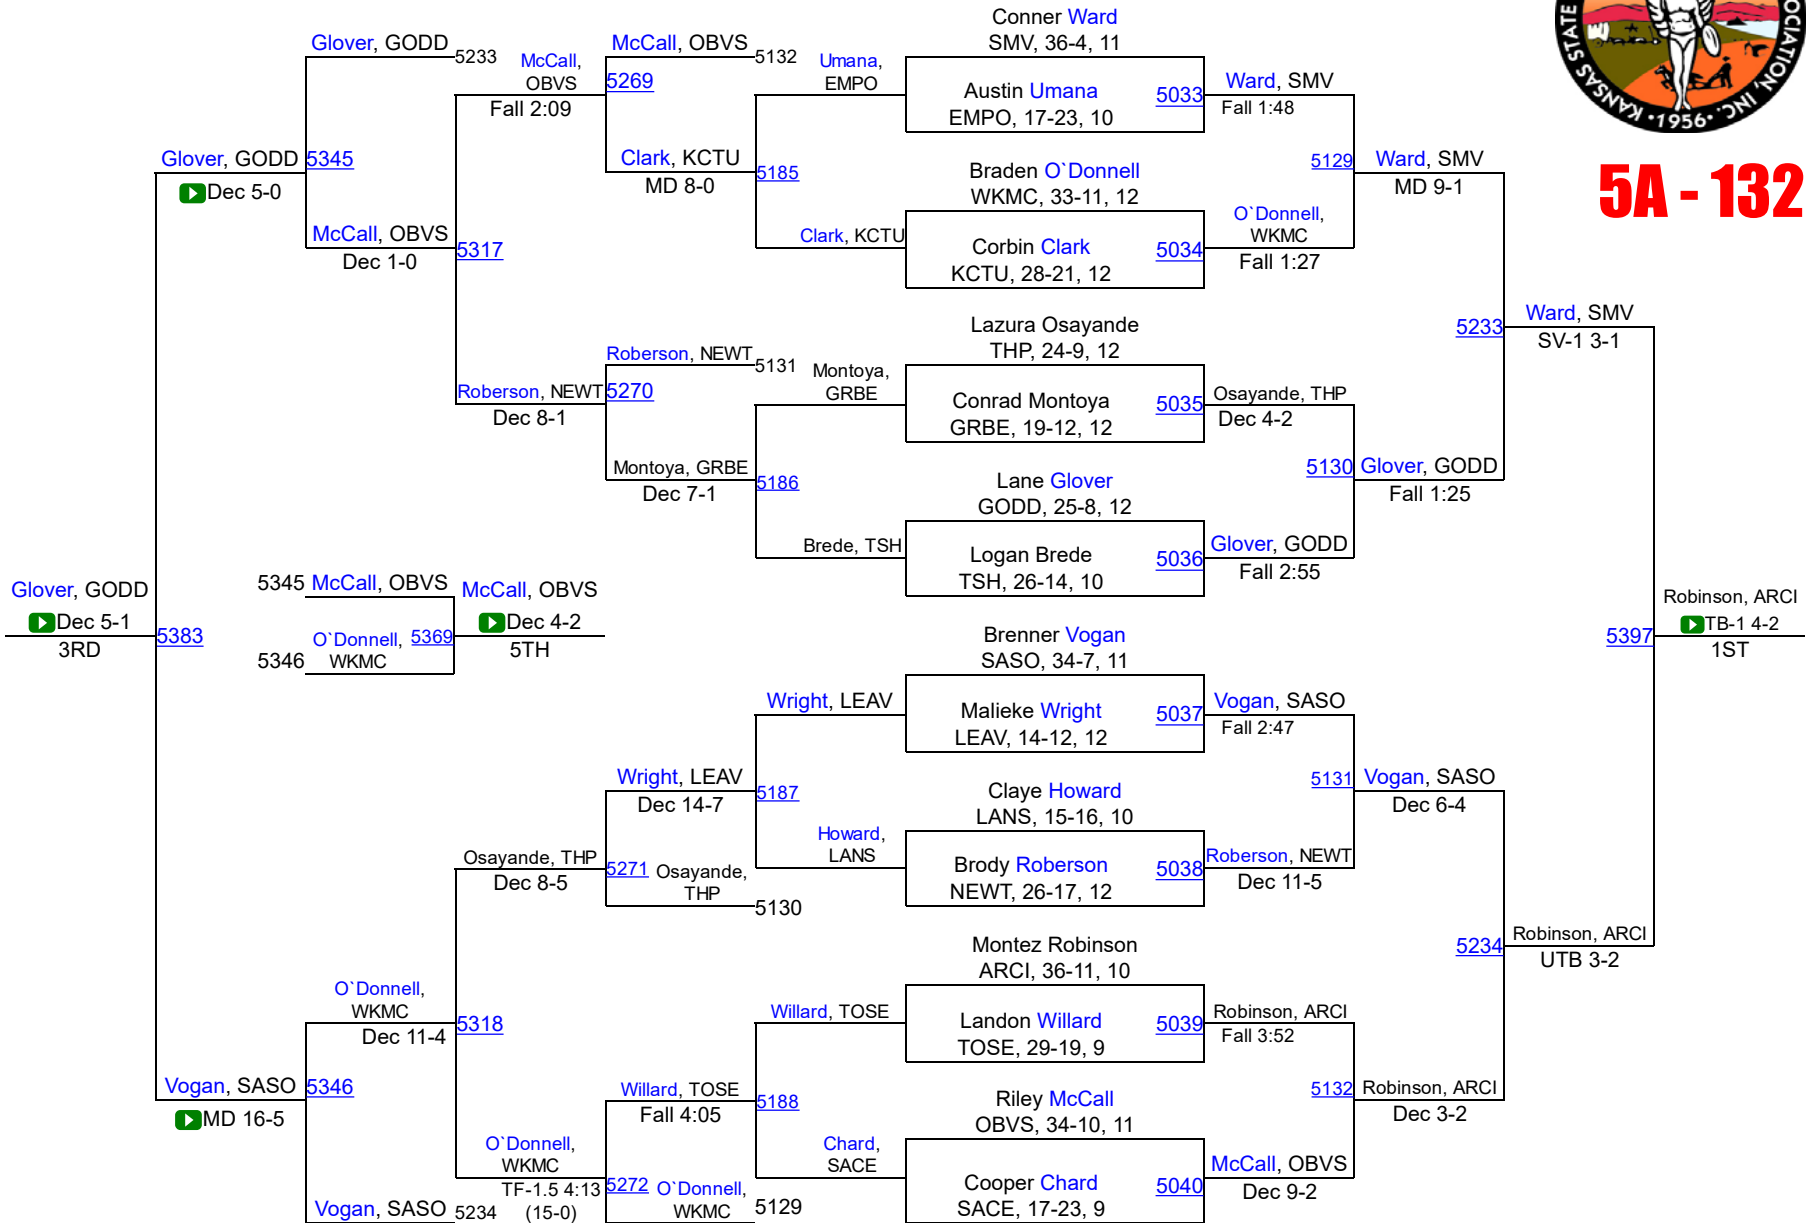 Conner Ward
SMV, 36-4, 11
Austin Umana
EMPO, 17-23, 10
5033
Braden O`Donnell
WKMC, 33-11, 12
Corbin Clark
KCTU, 28-21, 12
5034
Lazura Osayande
THP, 24-9, 12
Conrad Montoya
GRBE, 19-12, 12
5035
Lane Glover
GODD, 25-8, 12
Logan Brede
TSH, 26-14, 10
5036
Brenner Vogan
SASO, 34-7, 11
Malieke Wright
LEAV, 14-12, 12
5037
Claye Howard
LANS, 15-16, 10
Brody Roberson
NEWT, 26-17, 12
5038
Montez Robinson
ARCI, 36-11, 10
Landon Willard
TOSE, 29-19, 9
5039
Riley McCall
OBVS, 34-10, 11
Cooper Chard
SACE, 17-23, 9
5040
Ward, SMV
Fall 1:48
5129
O`Donnell,
WKMC
Fall 1:27
Osayande, THP
Dec 4-2
5130
Glover, GODD
Fall 2:55
Vogan, SASO
Fall 2:47
5131
Roberson, NEWT
Dec 11-5
Robinson, ARCI
Fall 3:52
5132
McCall, OBVS
Dec 9-2
Ward, SMV
MD 9-1
5233
Glover, GODD
Fall 1:25
Vogan, SASO
Dec 6-4
5234
Robinson, ARCI
Dec 3-2
Ward, SMV
SV-1 3-1
5397
Robinson, ARCI
UTB 3-2
Robinson, ARCI
TB-1 4-2
1ST
KANSAS STATE
OCIATION, INC.
•1956•
5A - 132
Umana,
EMPO
5185
Clark, KCTU
Montoya,
GRBE
5186
Brede, TSH
Wright, LEAV
5187
Howard,
LANS
Willard, TOSE
5188
Chard,
SACE
McCall, OBVS
5132
5269
Clark, KCTU
MD 8-0
Roberson, NEWT
5131
5270
Montoya, GRBE
Dec 7-1
Wright, LEAV
Dec 14-7
5271
Osayande,
THP
5130
Willard, TOSE
Fall 4:05
5272
O`Donnell,
WKMC
5129
McCall,
OBVS
Fall 2:09
5317
Roberson, NEWT
Dec 8-1
Osayande, THP
Dec 8-5
5318
O`Donnell,
WKMC
TF-1.5 4:13
(15-0)
Glover, GODD
5233
5345
McCall, OBVS
Dec 1-0
O`Donnell,
WKMC
Dec 11-4
5346
Vogan, SASO
5234
Glover, GODD
Dec 5-0
5383
Vogan, SASO
MD 16-5
Glover, GODD
Dec 5-1
3RD
5345
McCall, OBVS
5369
5346
O`Donnell,
WKMC
McCall, OBVS
Dec 4-2
5TH